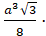 a³√3 / 8 .